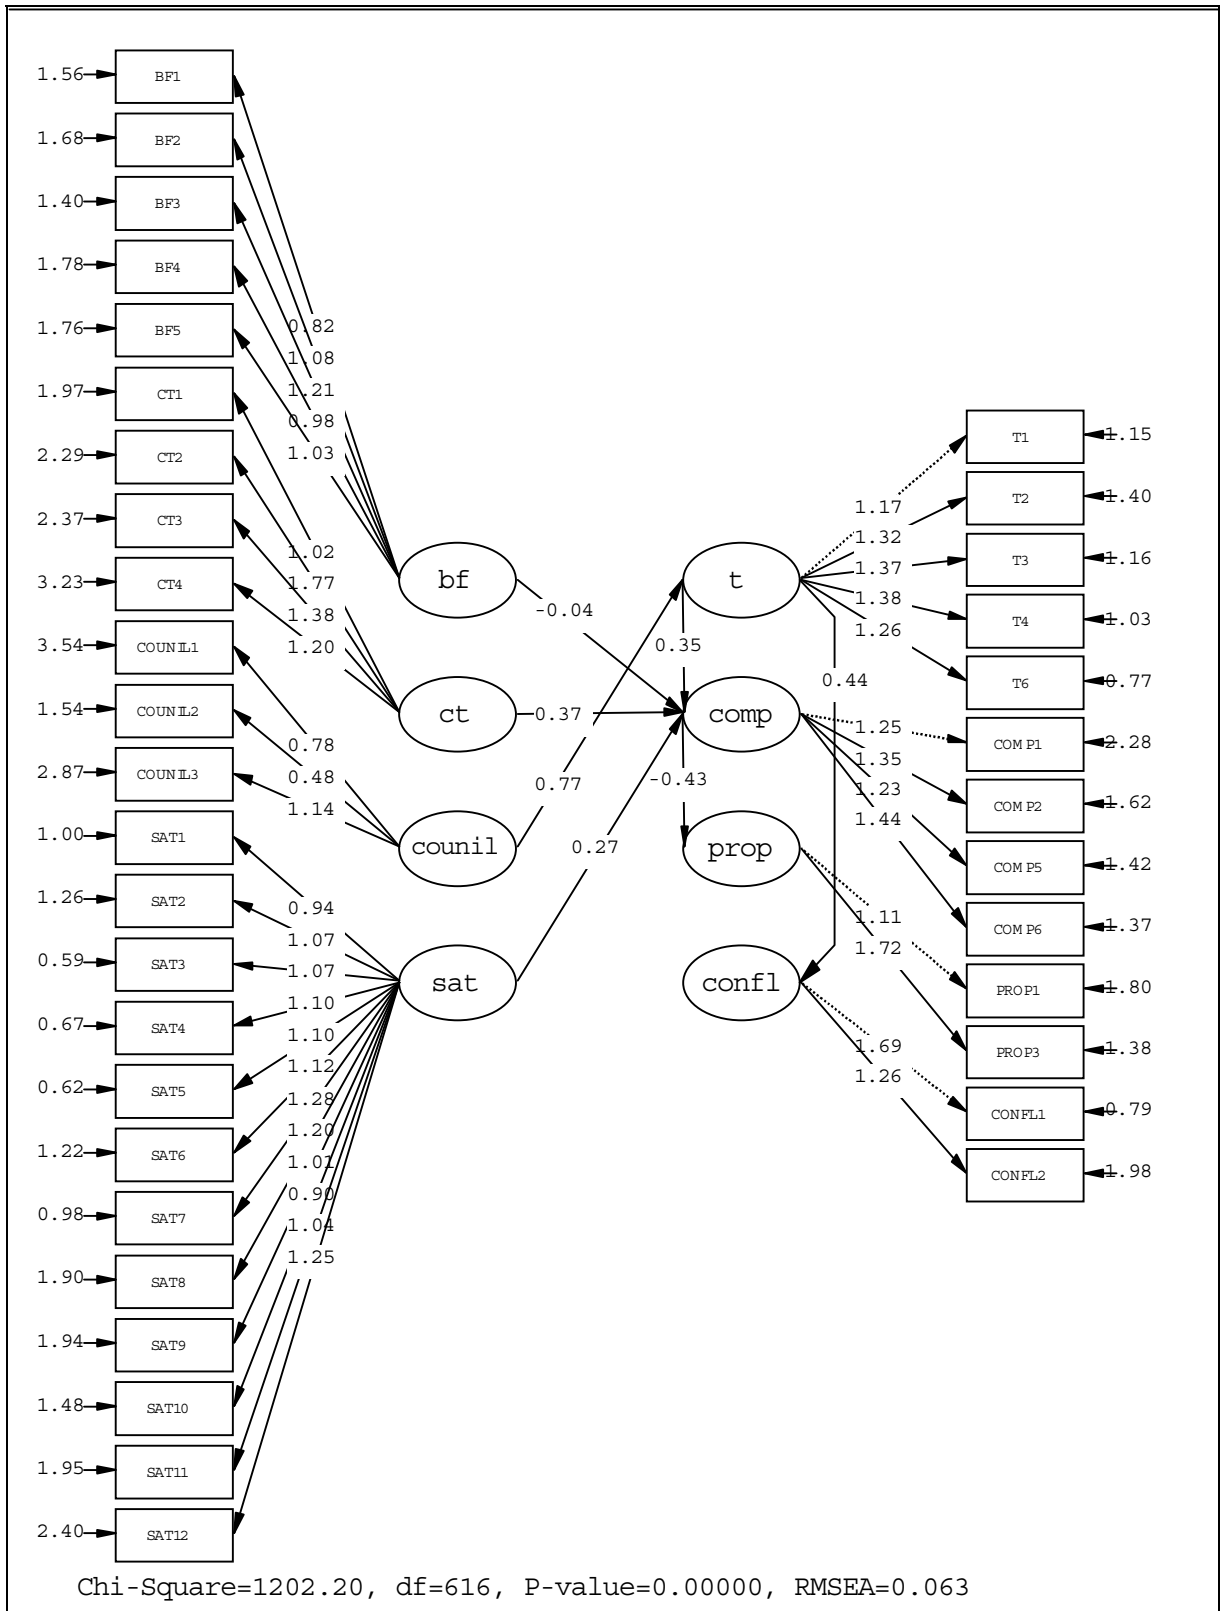 1.56 BF1
1.68 BF2
1.40 BF3
1.78 BF4
1.76 BF5
1.97 CT1
2.29 CT2
2.37 CT3
3.23 CT4
3.54 COUNIL1
1.54 COUNIL2
2.87 COUNIL3
1.00 SAT1
1.26 SAT2
0.59 SAT3
0.67 SAT4
0.62 SAT5
1.22 SAT6
0.98 SAT7
1.90 SAT8
1.94 SAT9
1.48 SAT10
1.95 SAT11
2.40 SAT12
0.82
1.08
1.21
0.98
1.03
1.02
1.77
1.38
1.20
0.78
0.48
1.14
0.94
1.07
1.07
1.10
1.10
1.12
1.28
1.20
1.01
0.90
1.04
1.25
bf
ct
counil
sat
-0.04
0.37
0.77
0.27
0.35
-0.43
0.44
t
comp
prop
confl
1.17
1.32
1.37
1.38
1.26
1.25
1.35
1.23
1.44
1.11
1.72
1.69
1.26
T1 1.15
T2 1.40
T3 1.16
T4 1.03
T6 0.77
COMP1 2.28
COMP2 1.62
COMP5 1.42
COMP6 1.37
PROP1 1.80
PROP3 1.38
CONFL1 0.79
CONFL2 1.98
Chi-Square=1202.20, df=616, P-value=0.00000, RMSEA=0.063